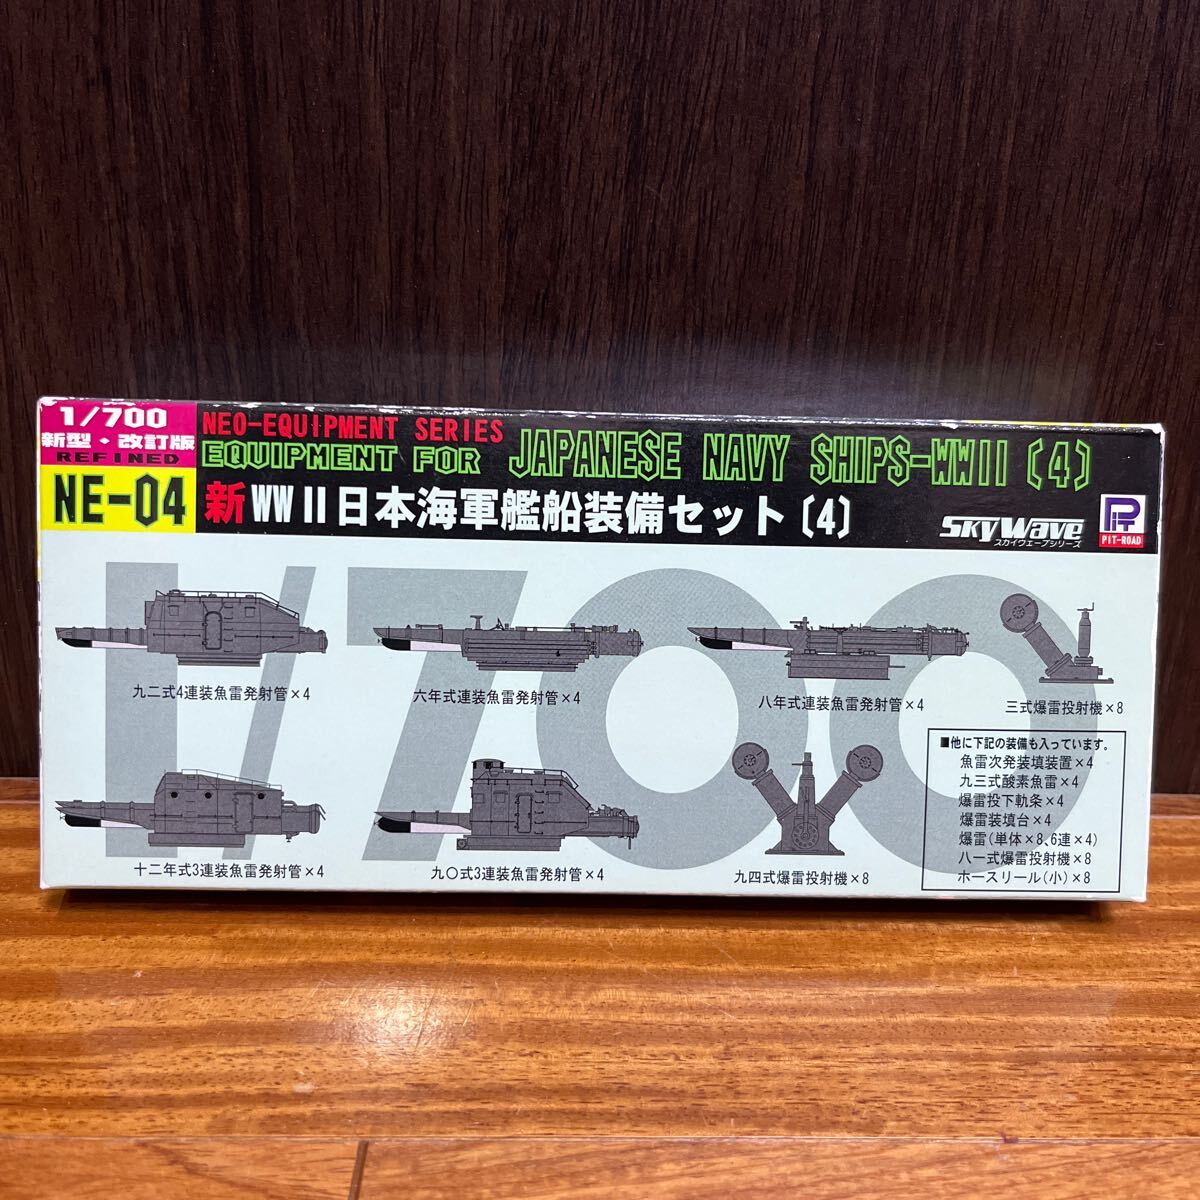 1/700
新型・改訂版
REFINED
NE-04
NEO-EQUIPMENT SERIES
EQUIPMENT FOR JAPANESE NAVY SHIPS-WWII〔4〕
新WWⅡ日本海軍艦船装備セット〔4〕
SKYWAVE
スカイウェーブシリーズ
PIT
PIT-ROAD
1/700
九二式4連装魚雷発射管×4
六年式連装魚雷発射管×4
八年式連装魚雷発射管×4
三式爆雷投射機×8
十二年式3連装魚雷発射管×4
九〇式3連装魚雷発射管×4
九四式爆雷投射機×8
■他に下記の装備も入っています。
魚雷次発装填装置×4
九三式酸素魚雷×4
爆雷投下軌条×4
爆雷装填台×4
爆雷(単体×8、6連×4)
八一式爆雷投射機×8
ホースリール(小)×8